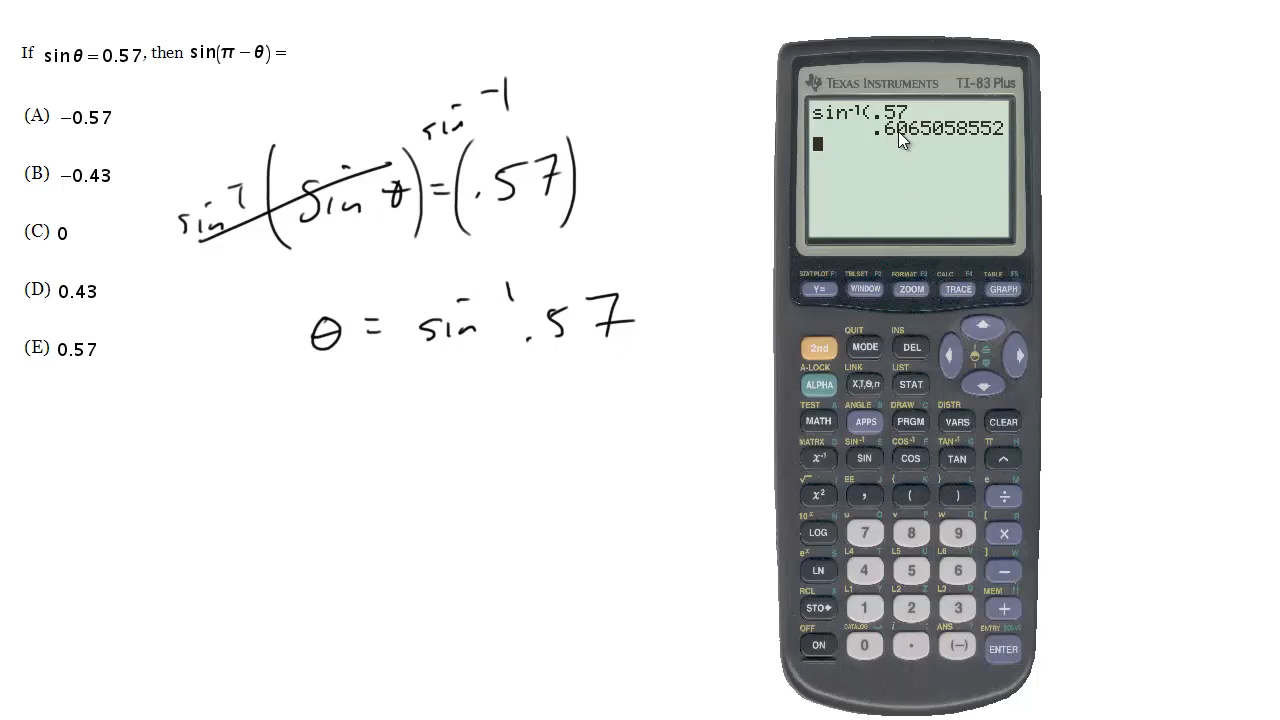 If sinθ = 0.57, then sin(π − θ) =
(A) −0.57
(B) −0.43
(C) 0
(D) 0.43
(E) 0.57
sin⁻¹
sin⁻¹(sin θ) = (.57)
θ = sin⁻¹ .57
TEXAS INSTRUMENTS TI-83 Plus
sin⁻¹(.57
.6065058552
STAT PLOT F1 TBLSET F2 FORMAT F3 CALC F4 TABLE F5
Y= WINDOW ZOOM TRACE GRAPH
QUIT INS
2nd MODE DEL
A-LOCK LINK LIST
ALPHA X,T,θ,n STAT
TEST A ANGLE B DRAW C DISTR
MATH APPS PRGM VARS CLEAR
MATRX D SIN⁻¹ E COS⁻¹ F TAN⁻¹ G π H
x⁻¹ SIN COS TAN ^
√ I EE J { K } L e M
x² , ( ) ÷
10ˣ N u O v P w Q [ R
LOG 7 8 9 ×
eˣ S L4 T L5 U L6 V ] W
LN 4 5 6 −
RCL X L1 Y L2 Z L3 θ MEM "
STO▸ 1 2 3 +
OFF CATALOG i : ANS ? ENTRY SOLVE
ON 0 . (−) ENTER